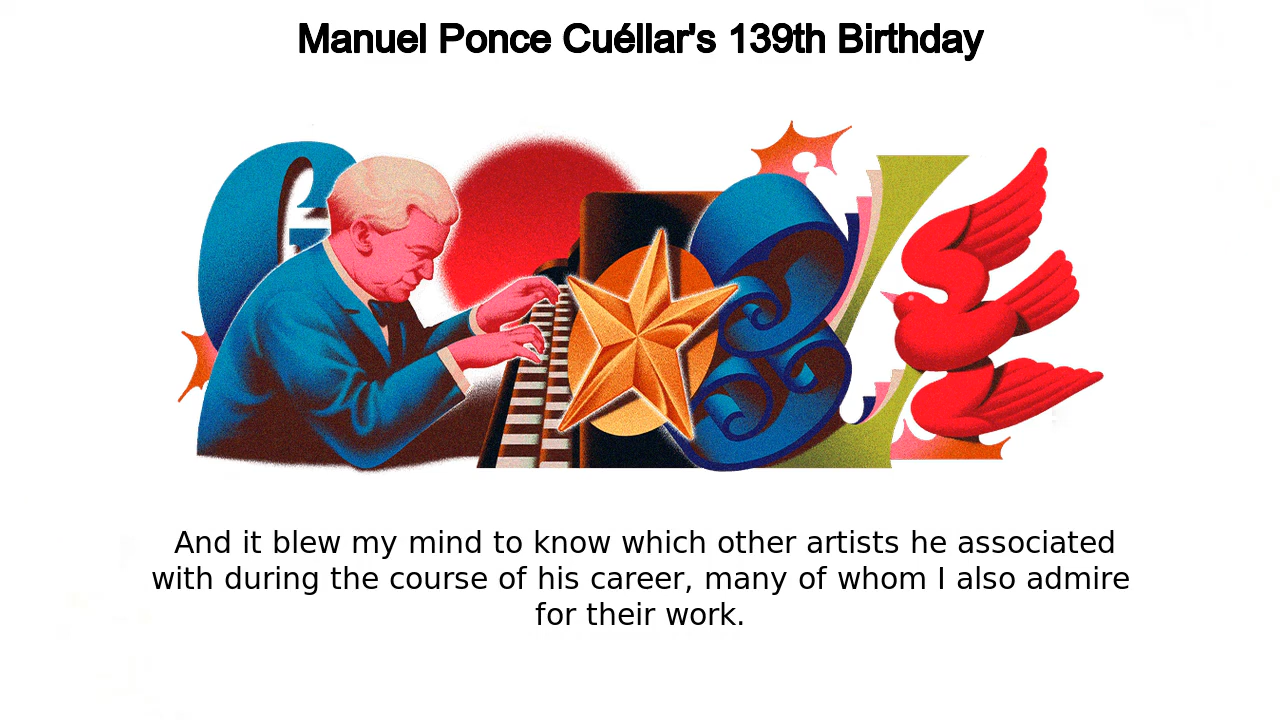 Manuel Ponce Cuéllar's 139th Birthday
And it blew my mind to know which other artists he associated
with during the course of his career, many of whom I also admire
for their work.